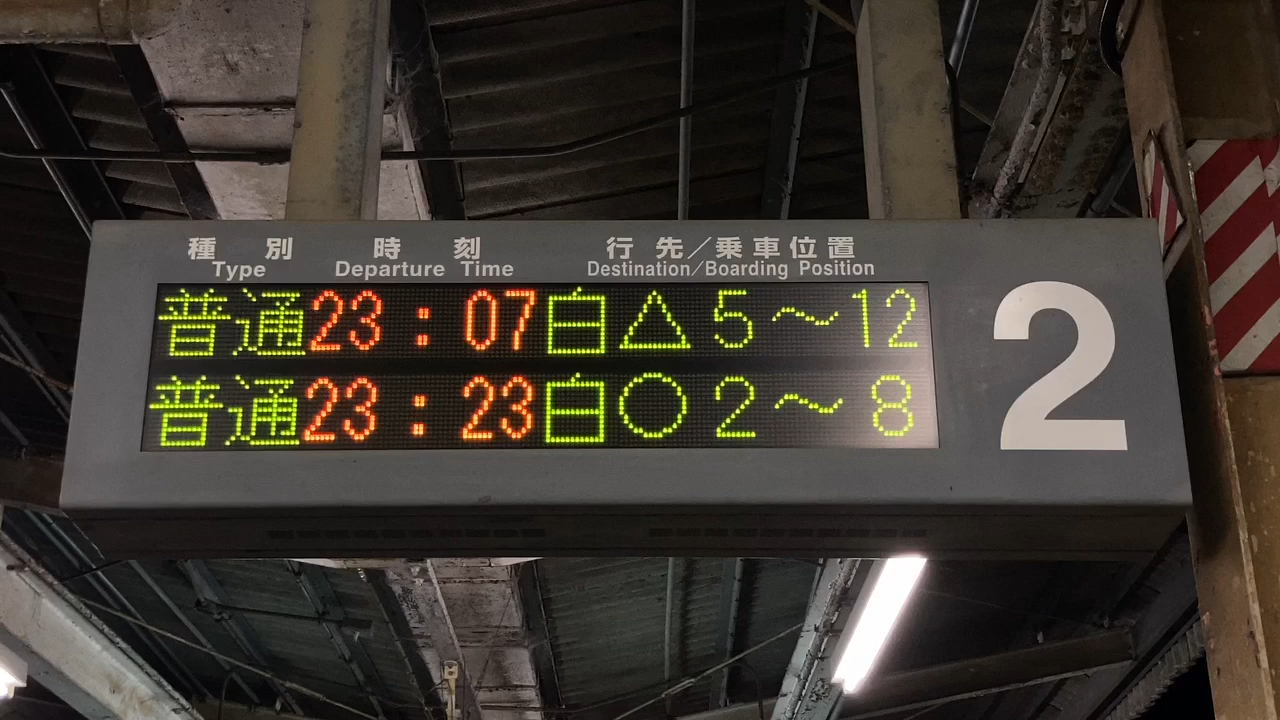 種別 時刻 行先／乗車位置
Type Departure Time Destination/Boarding Position
普通 23:07 白△ 5～12
普通 23:23 白○ 2～8
2